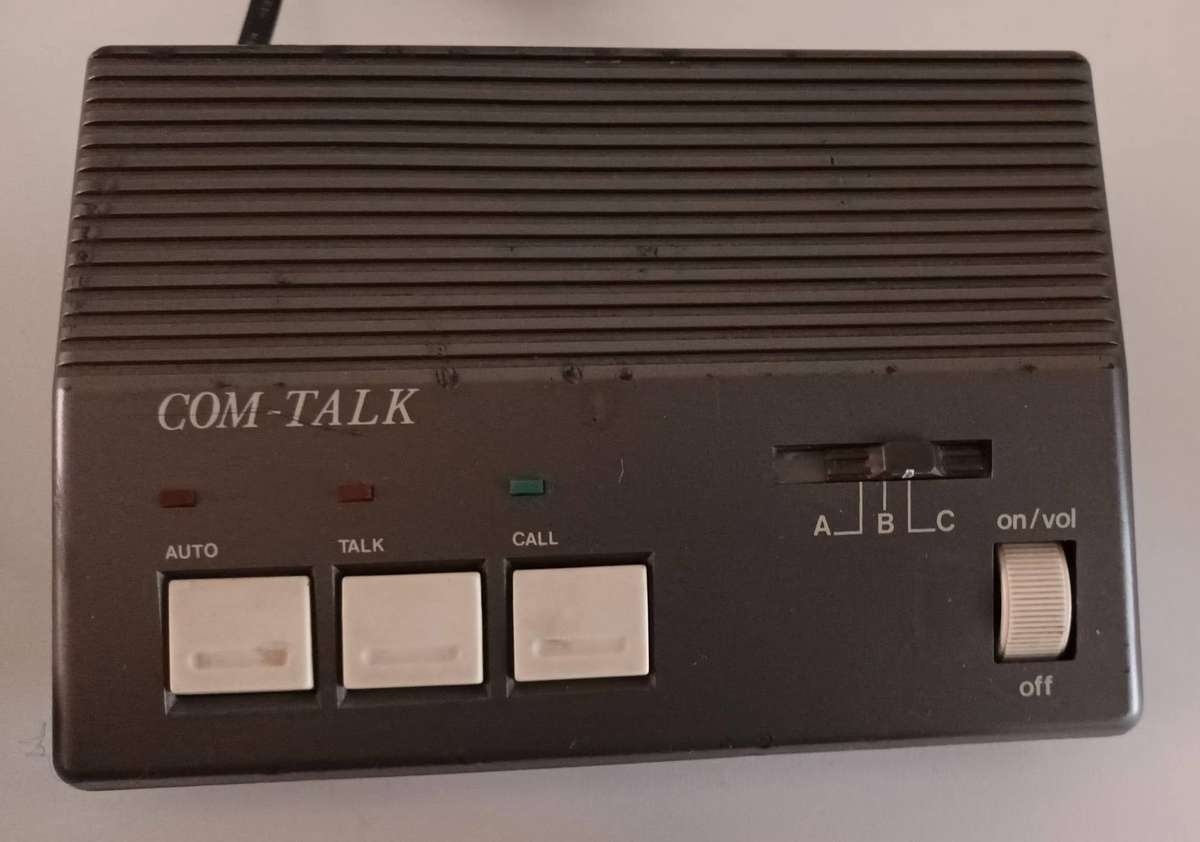 COM-TALK
AUTO
TALK
CALL
A B C
on/vol
off